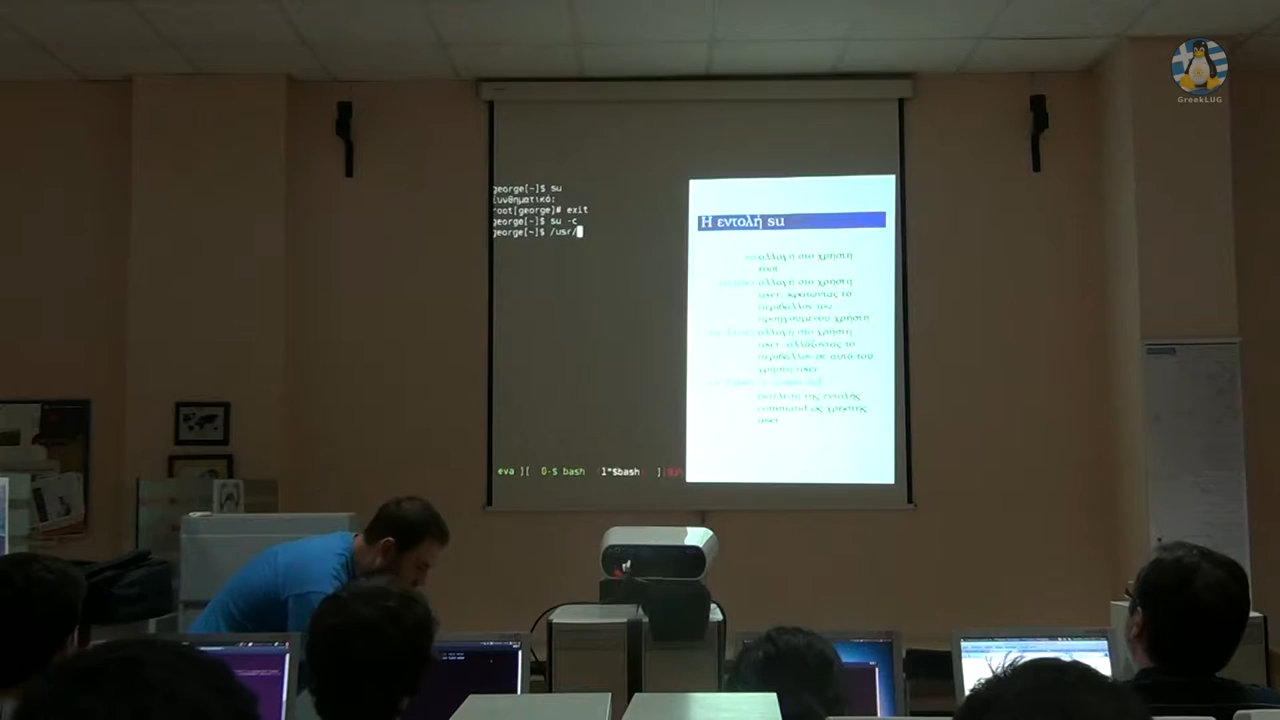 GreekLUG
george[~]$ su
Συνθηματικό:
root[george]# exit
george[~]$ su -c
george[~]$ /usr/
eva ][ 0-$ bash 1*$bash ]
Η εντολή su
αλλαγή στο χρήστη
root
αλλαγή στο χρήστη
user, κρατώντας το
περιβάλλον του
προηγούμενου χρήστη
αλλαγή στο χρήστη
user, αλλάζοντας το
περιβάλλον σε αυτό του
χρήστη user
εκτέλεση της εντολής
command ως χρήστης
user